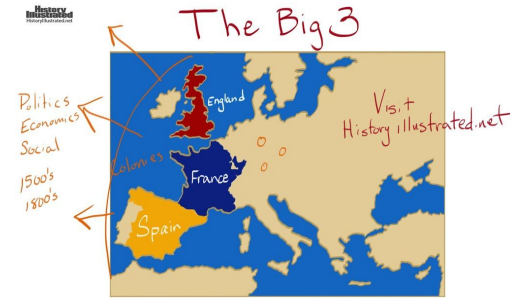 History
Illustrated
HistoryIllustrated.net
The Big 3
England
Politics
Economics
Social
1500's
1800's
Colonies
France
Spain
Visit
History illustrated.net